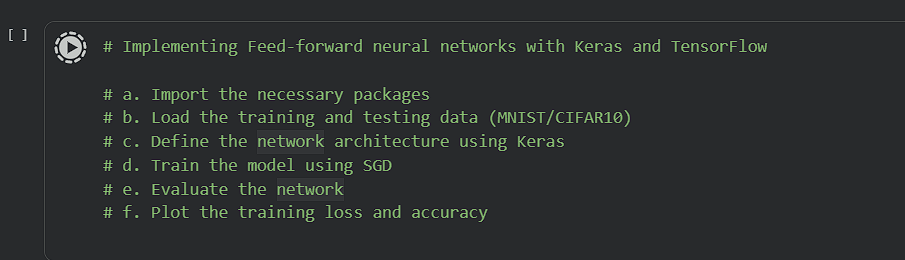 [ ]
# Implementing Feed-forward neural networks with Keras and TensorFlow
# a. Import the necessary packages
# b. Load the training and testing data (MNIST/CIFAR10)
# c. Define the network architecture using Keras
# d. Train the model using SGD
# e. Evaluate the network
# f. Plot the training loss and accuracy